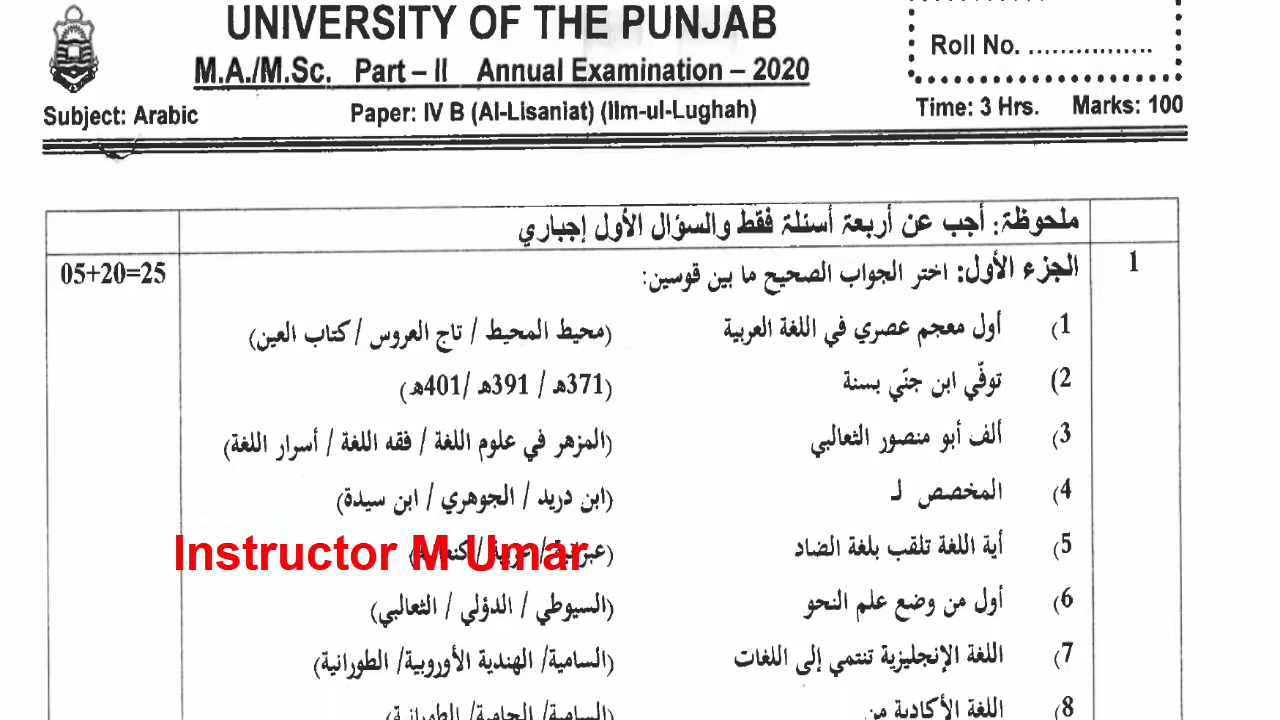 UNIVERSITY OF THE PUNJAB
M.A./M.Sc. Part – II Annual Examination – 2020
Roll No. ................
Subject: Arabic Paper: IV B (Al-Lisaniat) (Ilm-ul-Lughah) Time: 3 Hrs. Marks: 100
ملحوظة: أجب عن أربعة أسئلة فقط والسؤال الأول إجباري
1 الجزء الأول: اختر الجواب الصحيح ما بين قوسين: 05+20=25
1) أول معجم عصري في اللغة العربية (محيط المحيط / تاج العروس / كتاب العين)
2) توفّي ابن جنّي بسنة (371هـ / 391هـ /401هـ)
3) ألف أبو منصور الثعالبي (المزهر في علوم اللغة / فقه اللغة / أسرار اللغة)
4) المخصص لـ (ابن دريد / الجوهري / ابن سيدة)
5) أية اللغة تلقب بلغة الضاد
Instructor M Umar
6) أول من وضع علم النحو (السيوطي / الدؤلي / الثعالبي)
7) اللغة الإنجليزية تنتمي إلى اللغات (السامية/ الهندية الأوروبية/ الطورانية)
8) اللغة الأكادية من (السامية/ الحامية/ الطورانية)